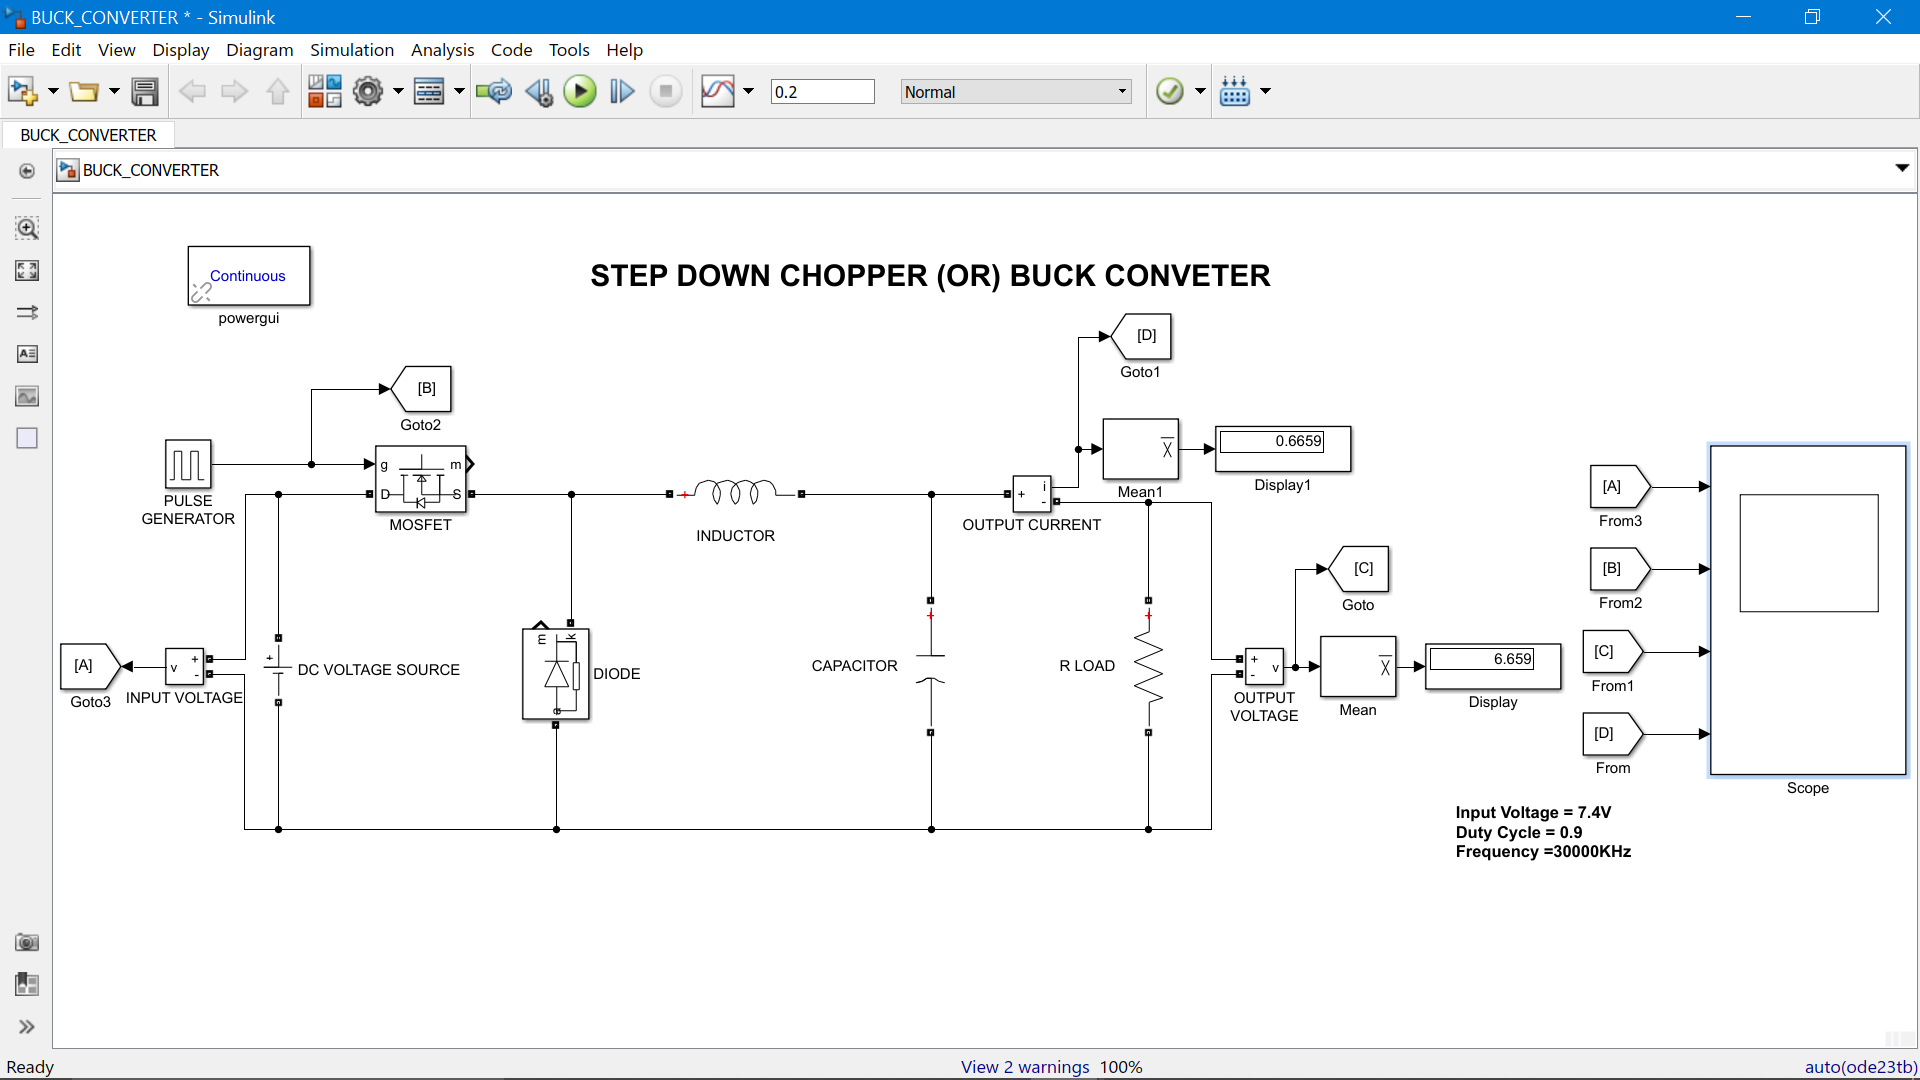 BUCK_CONVERTER * - Simulink
File Edit View Display Diagram Simulation Analysis Code Tools Help
0.2
Normal
BUCK_CONVERTER
BUCK_CONVERTER
Continuous
powergui
STEP DOWN CHOPPER (OR) BUCK CONVETER
[D]
Goto1
[B]
Goto2
PULSE
GENERATOR
g
m
D
S
MOSFET
INDUCTOR
+
i
-
OUTPUT CURRENT
X
Mean1
0.6659
Display1
[A]
Goto3
v
+
-
INPUT VOLTAGE
+
DC VOLTAGE SOURCE
m
k
a
DIODE
+
CAPACITOR
+
R LOAD
+
v
-
OUTPUT
VOLTAGE
[C]
Goto
X
Mean
6.659
Display
[A]
From3
[B]
From2
[C]
From1
[D]
From
Scope
Input Voltage = 7.4V
Duty Cycle = 0.9
Frequency =30000KHz
Ready
View 2 warnings 100%
auto(ode23tb)